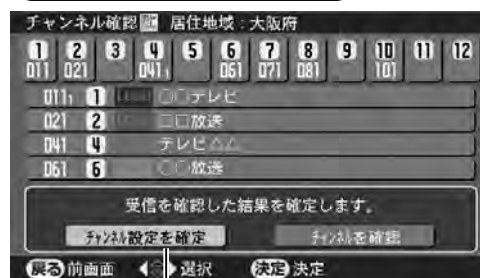 チャンネル確認 居住地域:大阪府
1 2 3 4 5 6 7 8 9 10 11 12
011 021 041₁ 061 071 081 101
011₁ 1 ○○テレビ
021 2 □□放送
041 4 テレビ△△
061 6 ○○放送
受信を確認した結果を確定します。
チャンネル設定を確定 チャンネルを確認
戻る 前画面 選択 決定 決定